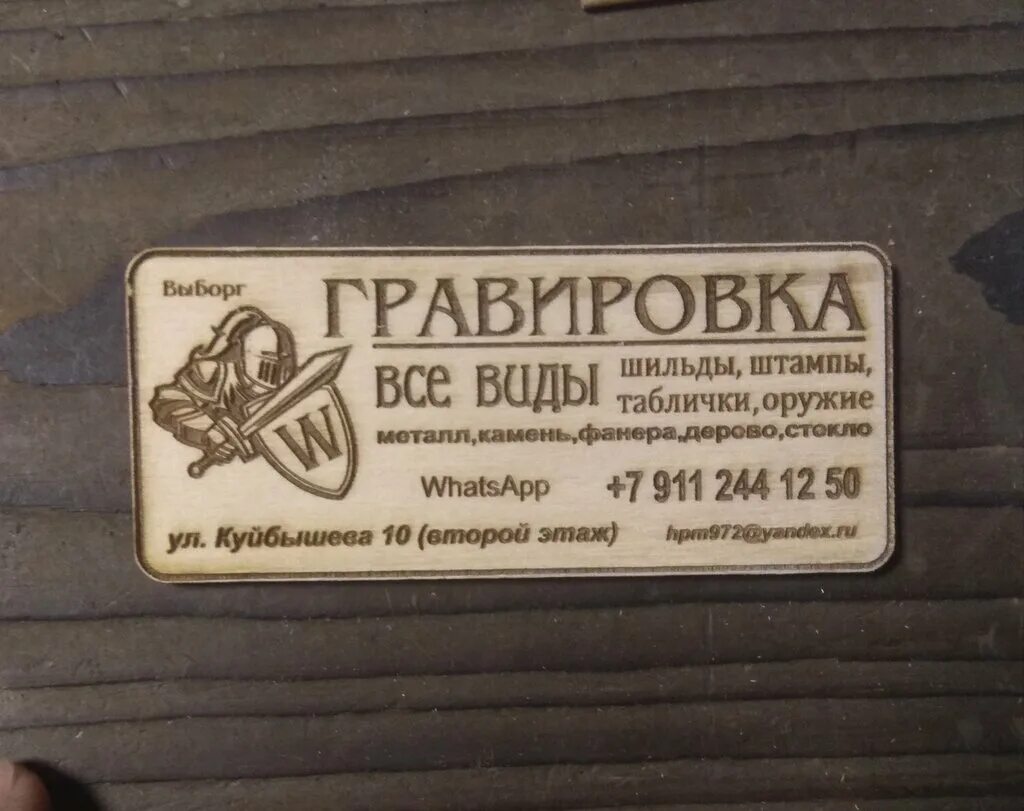 Выборг
ГРАВИРОВКА
ВСЕ ВИДЫ
шильды, штампы,
таблички, оружие
металл,камень,фанера,дерево,стекло
WhatsApp +7 911 244 12 50
ул. Куйбышева 10 (второй этаж)
hpm972@yandex.ru
W